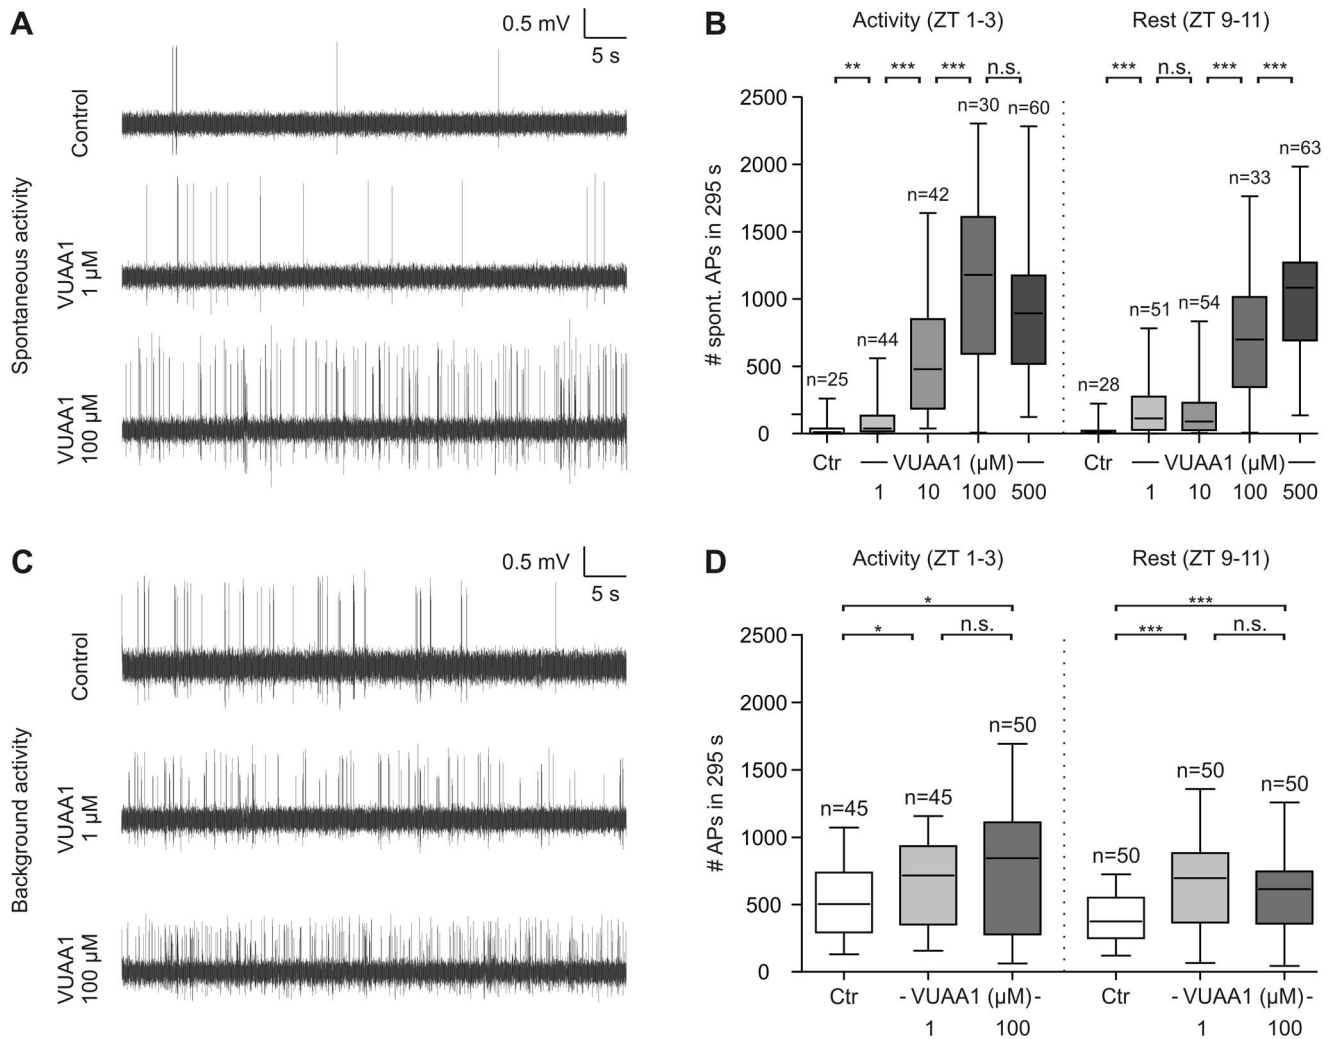 A
0.5 mV
5 s
Spontaneous activity
Control
VUAA1
1 µM
VUAA1
100 µM
B
Activity (ZT 1-3)
Rest (ZT 9-11)
** *** *** n.s.
*** n.s. *** ***
# spont. APs in 295 s
2500
2000
1500
1000
500
0
n=25
n=44
n=42
n=30
n=60
n=28
n=51
n=54
n=33
n=63
Ctr — VUAA1 (µM) —
1 10 100 500
Ctr — VUAA1 (µM) —
1 10 100 500
C
0.5 mV
5 s
Background activity
Control
VUAA1
1 µM
VUAA1
100 µM
D
Activity (ZT 1-3)
Rest (ZT 9-11)
*
* n.s.
***
*** n.s.
# APs in 295 s
2500
2000
1500
1000
500
0
n=45
n=45
n=50
n=50
n=50
n=50
Ctr - VUAA1 (µM) -
1 100
Ctr - VUAA1 (µM) -
1 100